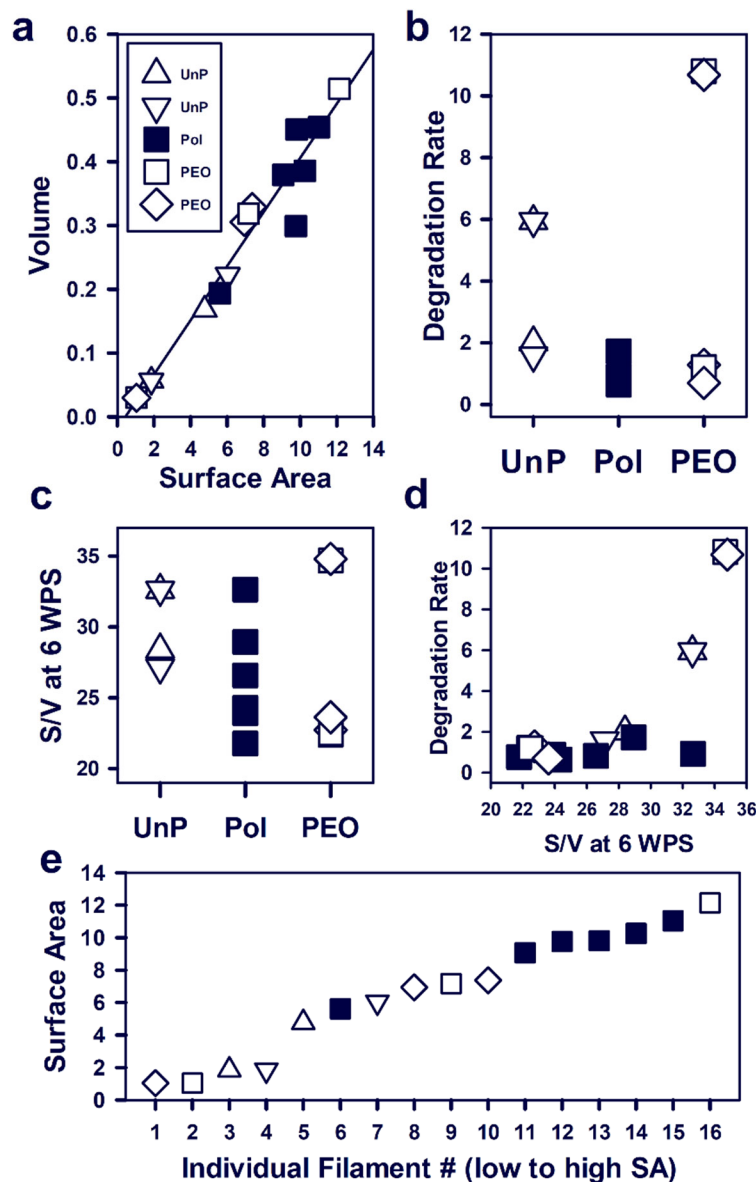 a
0.6
0.5
0.4
0.3
0.2
0.1
0.0
Volume
UnP
UnP
Pol
PEO
PEO
0 2 4 6 8 10 12 14
Surface Area
b
12
10
8
6
4
2
0
Degradation Rate
UnP Pol PEO
c
35
30
25
20
S/V at 6 WPS
UnP Pol PEO
d
12
10
8
6
4
2
0
Degradation Rate
20 22 24 26 28 30 32 34 36
S/V at 6 WPS
e
14
12
10
8
6
4
2
0
Surface Area
1 2 3 4 5 6 7 8 9 10 11 12 13 14 15 16
Individual Filament # (low to high SA)